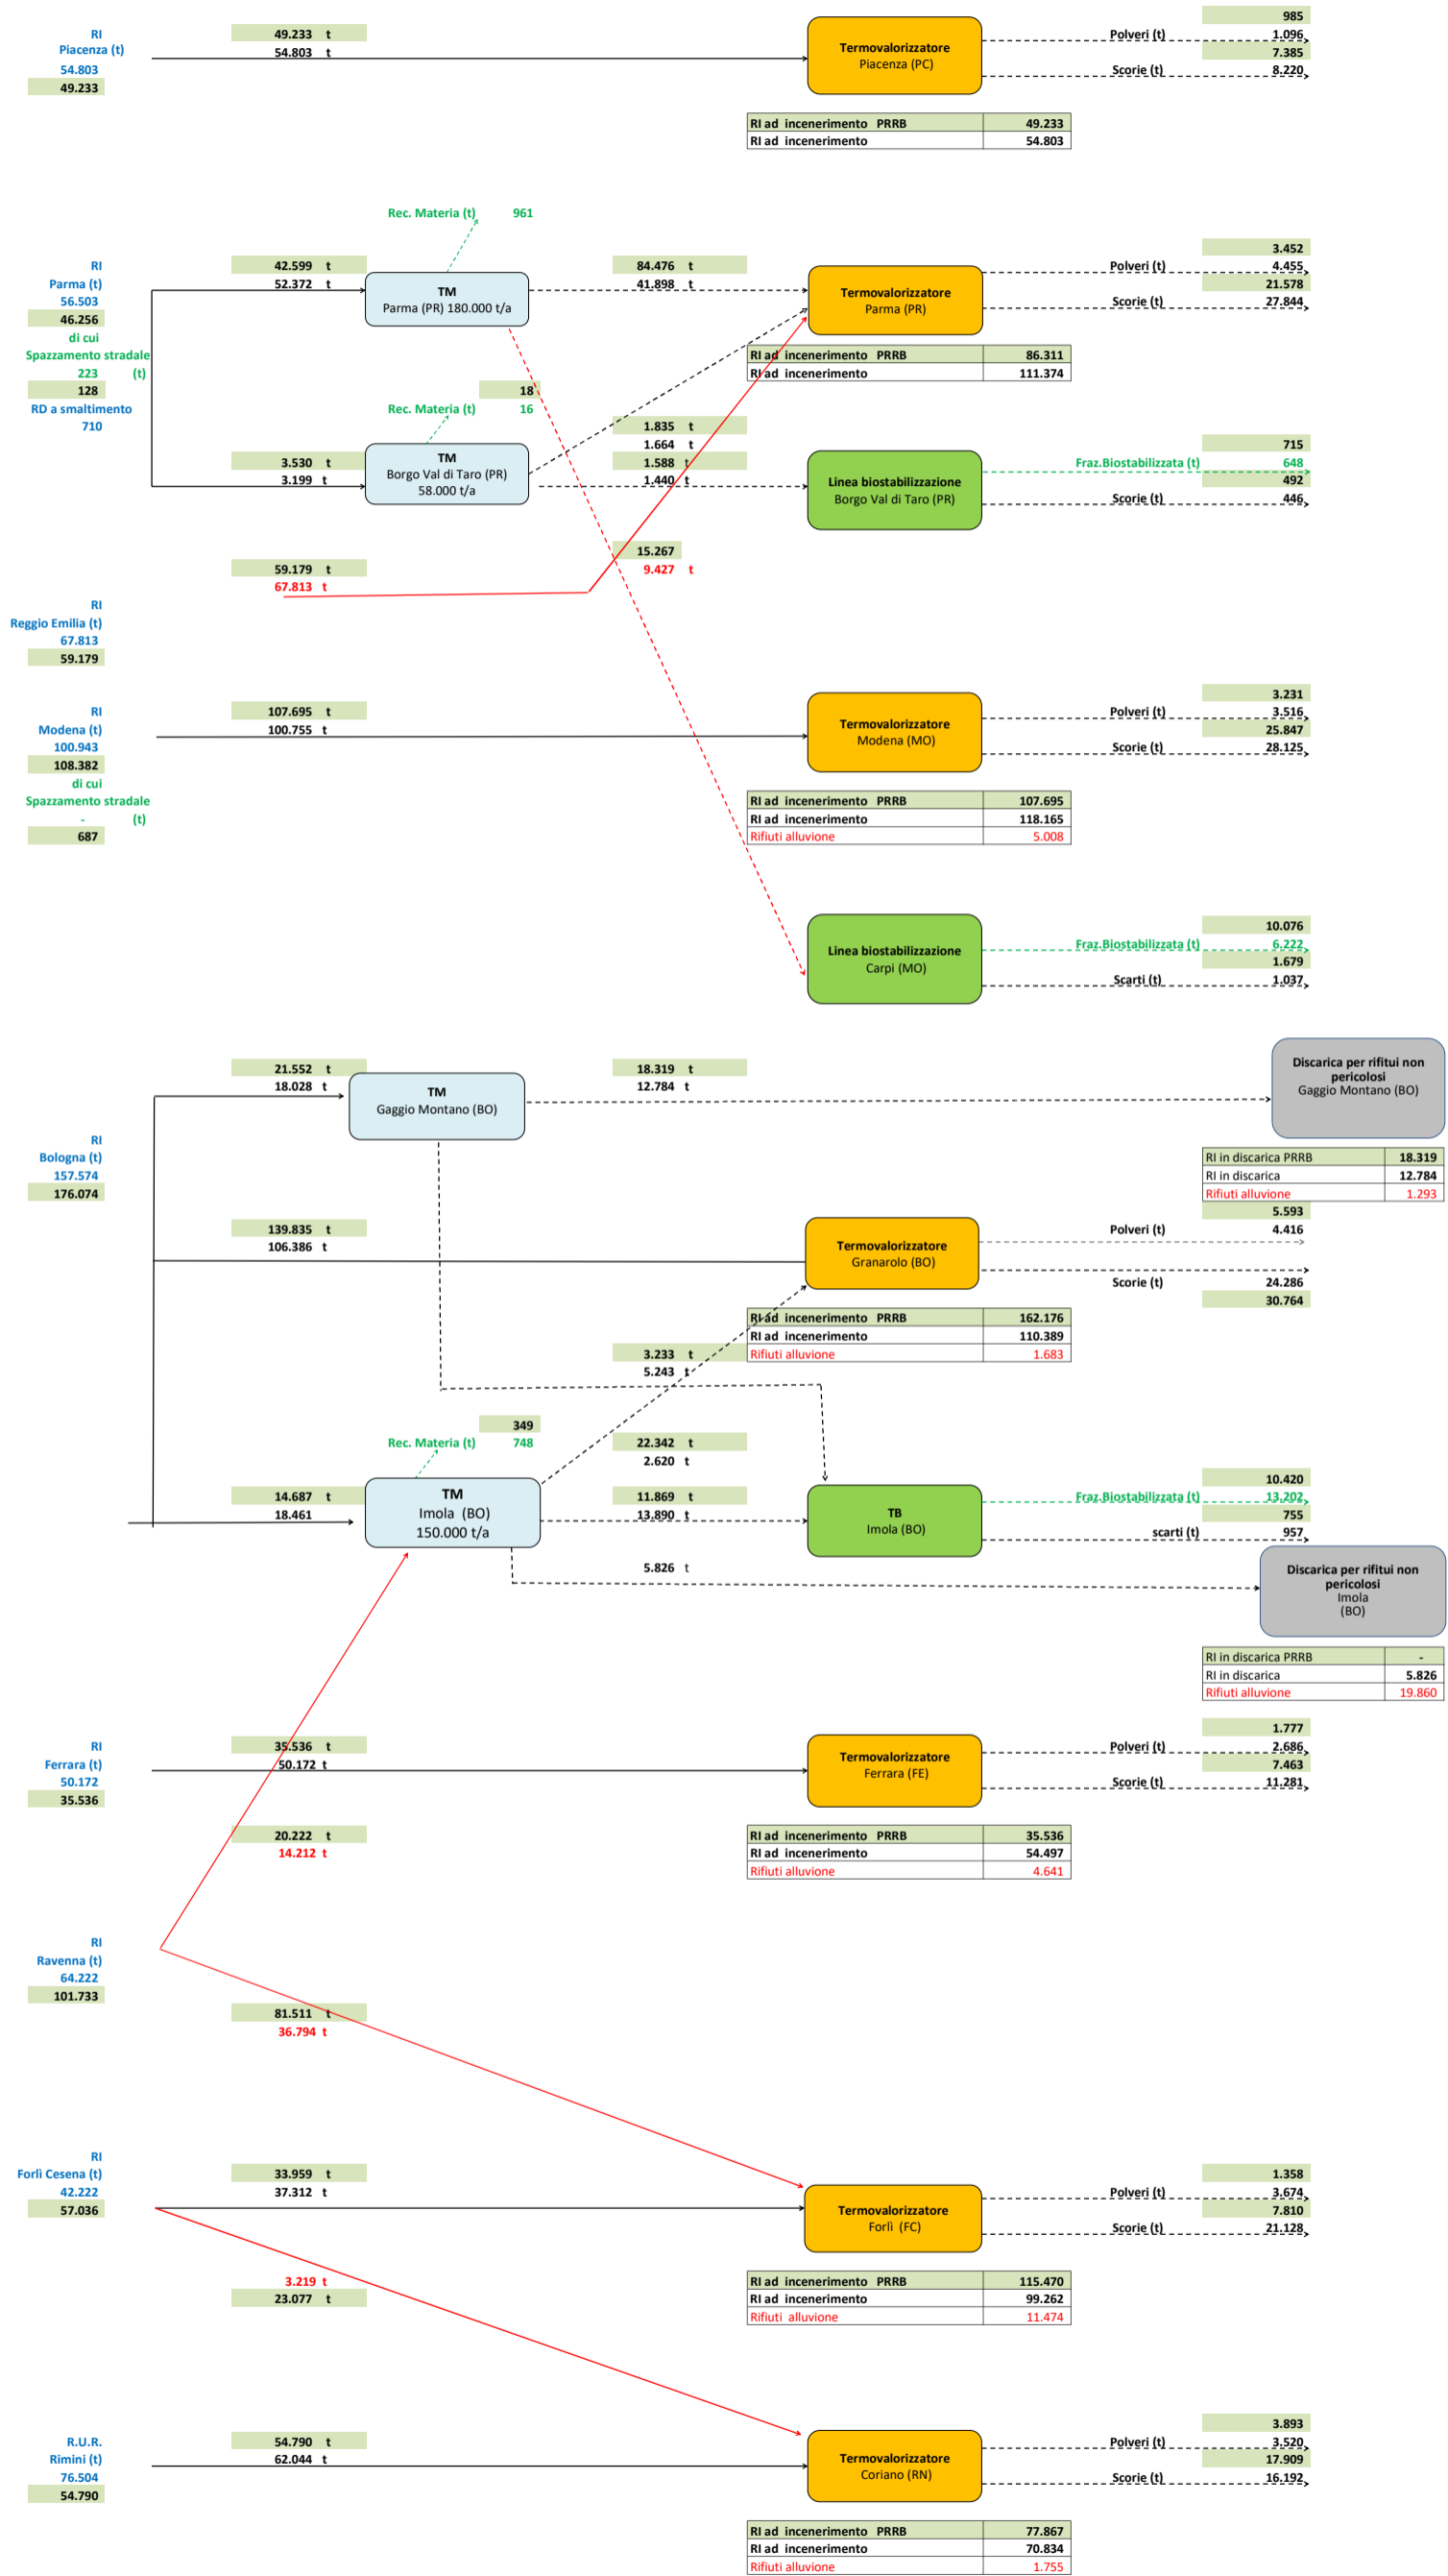 985
RI 49.233 t Polveri (t) 1.096
Piacenza (t) 54.803 t Termovalorizzatore 7.385
54.803 Piacenza (PC) Scorie (t) 8.220
49.233
RI ad incenerimento PRRB 49.233
RI ad incenerimento 54.803
Rec. Materia (t) 961
3.452
RI 42.599 t 84.476 t Polveri (t) 4.455
Parma (t) 52.372 t 41.898 t 21.578
56.503 TM Termovalorizzatore Scorie (t) 27.844
46.256 Parma (PR) 180.000 t/a Parma (PR)
di cui
Spazzamento stradale RI ad incenerimento PRRB 86.311
223 (t) RI ad incenerimento 111.374
128 18
RD a smaltimento Rec. Materia (t) 16
710 1.835 t
1.664 t 715
3.530 t TM 1.588 t Fraz.Biostabilizzata (t) 648
3.199 t Borgo Val di Taro (PR) 1.440 t Linea biostabilizzazione 492
58.000 t/a Borgo Val di Taro (PR) Scorie (t) 446
15.267
59.179 t 9.427 t
67.813 t
RI
Reggio Emilia (t)
67.813
59.179
3.231
RI 107.695 t Polveri (t) 3.516
Modena (t) 100.755 t Termovalorizzatore 25.847
100.943 Modena (MO) Scorie (t) 28.125
108.382
di cui
Spazzamento stradale RI ad incenerimento PRRB 107.695
- (t) RI ad incenerimento 118.165
687 Rifiuti alluvione 5.008
10.076
Linea biostabilizzazione Fraz.Biostabilizzata (t) 6.222
Carpi (MO) 1.679
Scarti (t) 1.037
21.552 t 18.319 t Discarica per rifitui non
18.028 t TM 12.784 t pericolosi
Gaggio Montano (BO) Gaggio Montano (BO)
RI
Bologna (t) RI in discarica PRRB 18.319
157.574 RI in discarica 12.784
176.074 Rifiuti alluvione 1.293
5.593
139.835 t Polveri (t) 4.416
106.386 t Termovalorizzatore
Granarolo (BO)
Scorie (t) 24.286
30.764
RI ad incenerimento PRRB 162.176
RI ad incenerimento 110.389
3.233 t Rifiuti alluvione 1.683
5.243 t
349
Rec. Materia (t) 748 22.342 t
2.620 t
10.420
14.687 t TM 11.869 t Fraz.Biostabilizzata (t) 13.202
18.461 Imola (BO) 13.890 t TB 755
150.000 t/a Imola (BO) scarti (t) 957
5.826 t Discarica per rifitui non
pericolosi
Imola
(BO)
RI in discarica PRRB -
RI in discarica 5.826
Rifiuti alluvione 19.860
1.777
RI 35.536 t Polveri (t) 2.686
Ferrara (t) 50.172 t Termovalorizzatore 7.463
50.172 Ferrara (FE) Scorie (t) 11.281
35.536
20.222 t RI ad incenerimento PRRB 35.536
14.212 t RI ad incenerimento 54.497
Rifiuti alluvione 4.641
RI
Ravenna (t)
64.222
101.733
81.511 t
36.794 t
RI
Forlì Cesena (t) 33.959 t 1.358
42.222 37.312 t Polveri (t) 3.674
57.036 Termovalorizzatore 7.810
Forlì (FC) Scorie (t) 21.128
3.219 t RI ad incenerimento PRRB 115.470
23.077 t RI ad incenerimento 99.262
Rifiuti alluvione 11.474
3.893
R.U.R. 54.790 t Polveri (t) 3.520
Rimini (t) 62.044 t Termovalorizzatore 17.909
76.504 Coriano (RN) Scorie (t) 16.192
54.790
RI ad incenerimento PRRB 77.867
RI ad incenerimento 70.834
Rifiuti alluvione 1.755